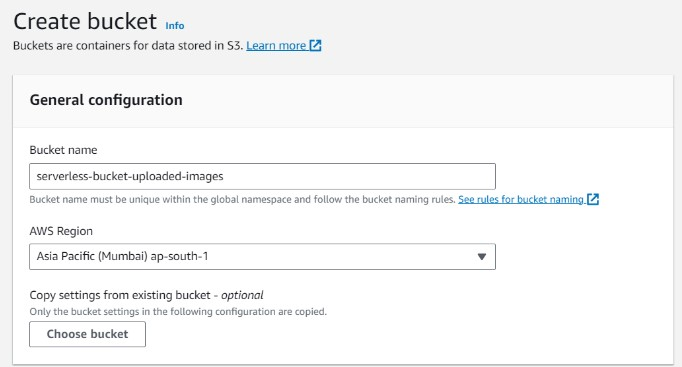 Create bucket Info
Buckets are containers for data stored in S3. Learn more
General configuration
Bucket name
serverless-bucket-uploaded-images
Bucket name must be unique within the global namespace and follow the bucket naming rules. See rules for bucket naming
AWS Region
Asia Pacific (Mumbai) ap-south-1
Copy settings from existing bucket - optional
Only the bucket settings in the following configuration are copied.
Choose bucket